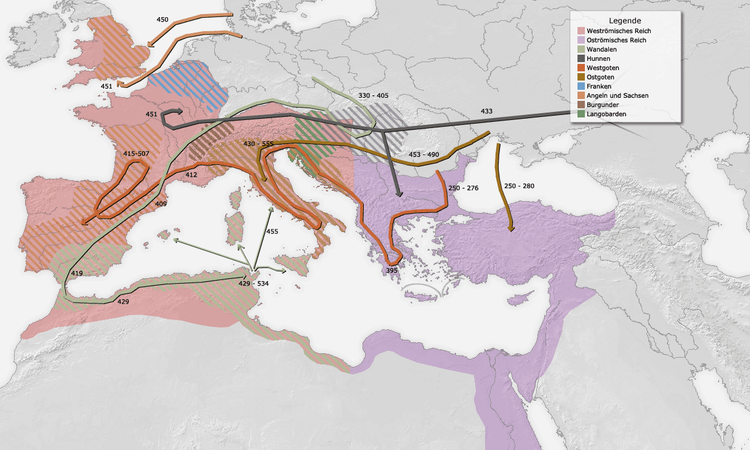 Legende
Weströmisches Reich
Oströmisches Reich
Wandalen
Hunnen
Westgoten
Ostgoten
Franken
Angeln und Sachsen
Burgunder
Langobarden
450
451
451
330 - 405
433
415-507
430 - 555
453 - 490
412
250 - 276
250 - 280
409
455
395
419
429 - 534
429